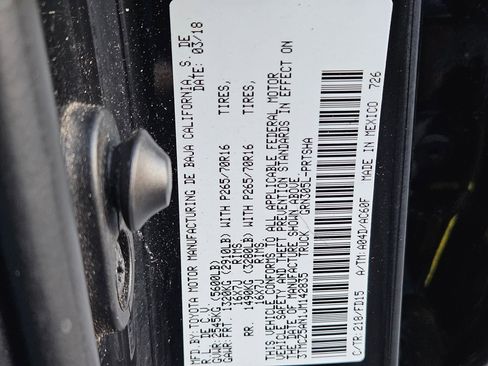 MFD.BY:TOYOTA MOTOR MANUFACTURING DE BAJA CALIFORNIA, S. DE
R.L. DE C.V. DATE: 03/18
GVWR: 2545KG (5600LB)
GAWR:FRT: 1320KG (2910LB) WITH P265/70R16 TIRES,
RIMS,
RR. 1490KG (3280LB) WITH P265/70R16 TIRES,
16X7J RIMS.
THIS VEHICLE CONFORMS TO ALL APPLICABLE FEDERAL MOTOR
VEHICLE SAFETY AND THEFT PREVENTION STANDARDS IN EFFECT ON
THE DATE OF MANUFACTURE SHOWN ABOVE.
TRUCK GRN305L-PRTSHA
C/TR:218/FD15 A/TM:A04D/AC60F MADE IN MEXICO 726